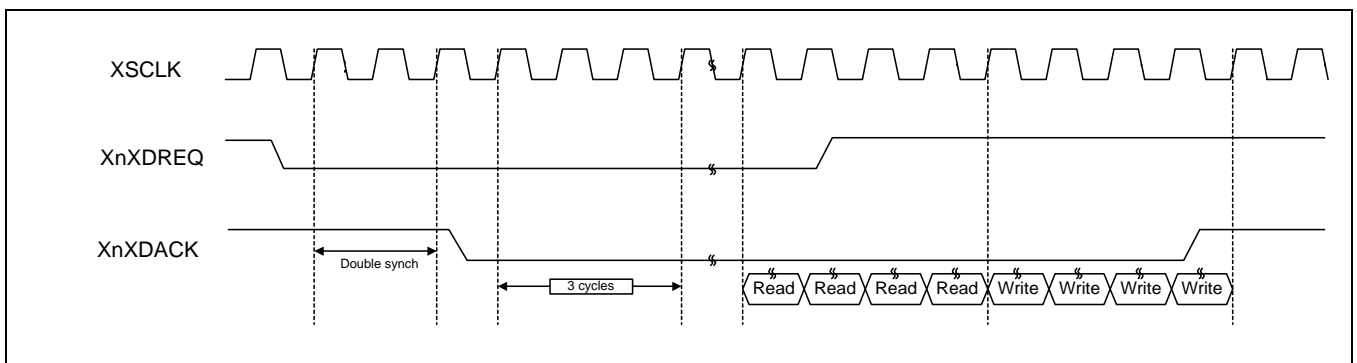 XSCLK
XnXDREQ
XnXDACK
Double synch
3 cycles
Read Read Read Read Write Write Write Write